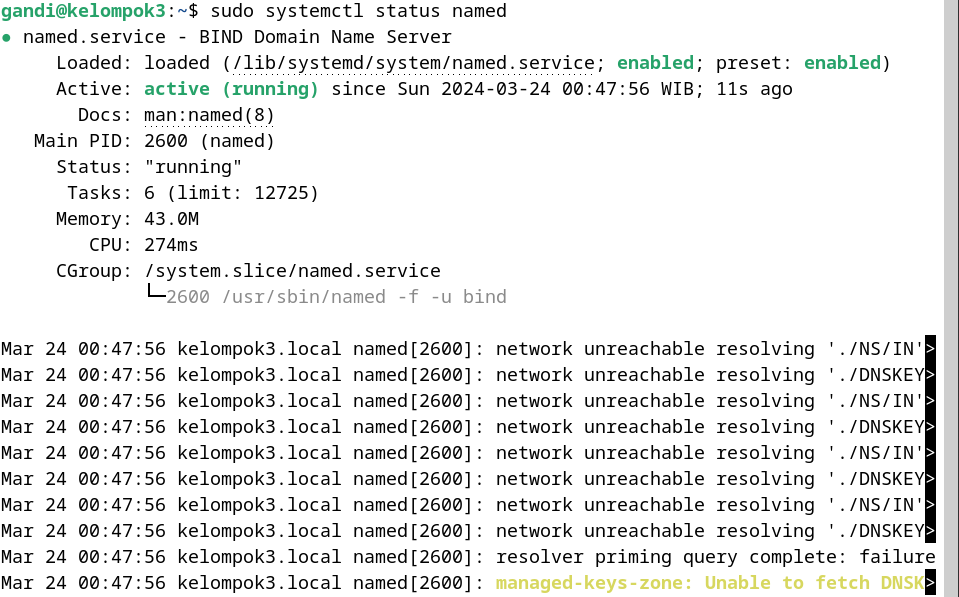 gandi@kelompok3:~$ sudo systemctl status named
● named.service - BIND Domain Name Server
     Loaded: loaded (/lib/systemd/system/named.service; enabled; preset: enabled)
     Active: active (running) since Sun 2024-03-24 00:47:56 WIB; 11s ago
       Docs: man:named(8)
   Main PID: 2600 (named)
     Status: "running"
      Tasks: 6 (limit: 12725)
     Memory: 43.0M
        CPU: 274ms
     CGroup: /system.slice/named.service
             └─2600 /usr/sbin/named -f -u bind

Mar 24 00:47:56 kelompok3.local named[2600]: network unreachable resolving './NS/IN'>
Mar 24 00:47:56 kelompok3.local named[2600]: network unreachable resolving './DNSKEY>
Mar 24 00:47:56 kelompok3.local named[2600]: network unreachable resolving './NS/IN'>
Mar 24 00:47:56 kelompok3.local named[2600]: network unreachable resolving './DNSKEY>
Mar 24 00:47:56 kelompok3.local named[2600]: network unreachable resolving './NS/IN'>
Mar 24 00:47:56 kelompok3.local named[2600]: network unreachable resolving './DNSKEY>
Mar 24 00:47:56 kelompok3.local named[2600]: network unreachable resolving './NS/IN'>
Mar 24 00:47:56 kelompok3.local named[2600]: network unreachable resolving './DNSKEY>
Mar 24 00:47:56 kelompok3.local named[2600]: resolver priming query complete: failure
Mar 24 00:47:56 kelompok3.local named[2600]: managed-keys-zone: Unable to fetch DNSK>